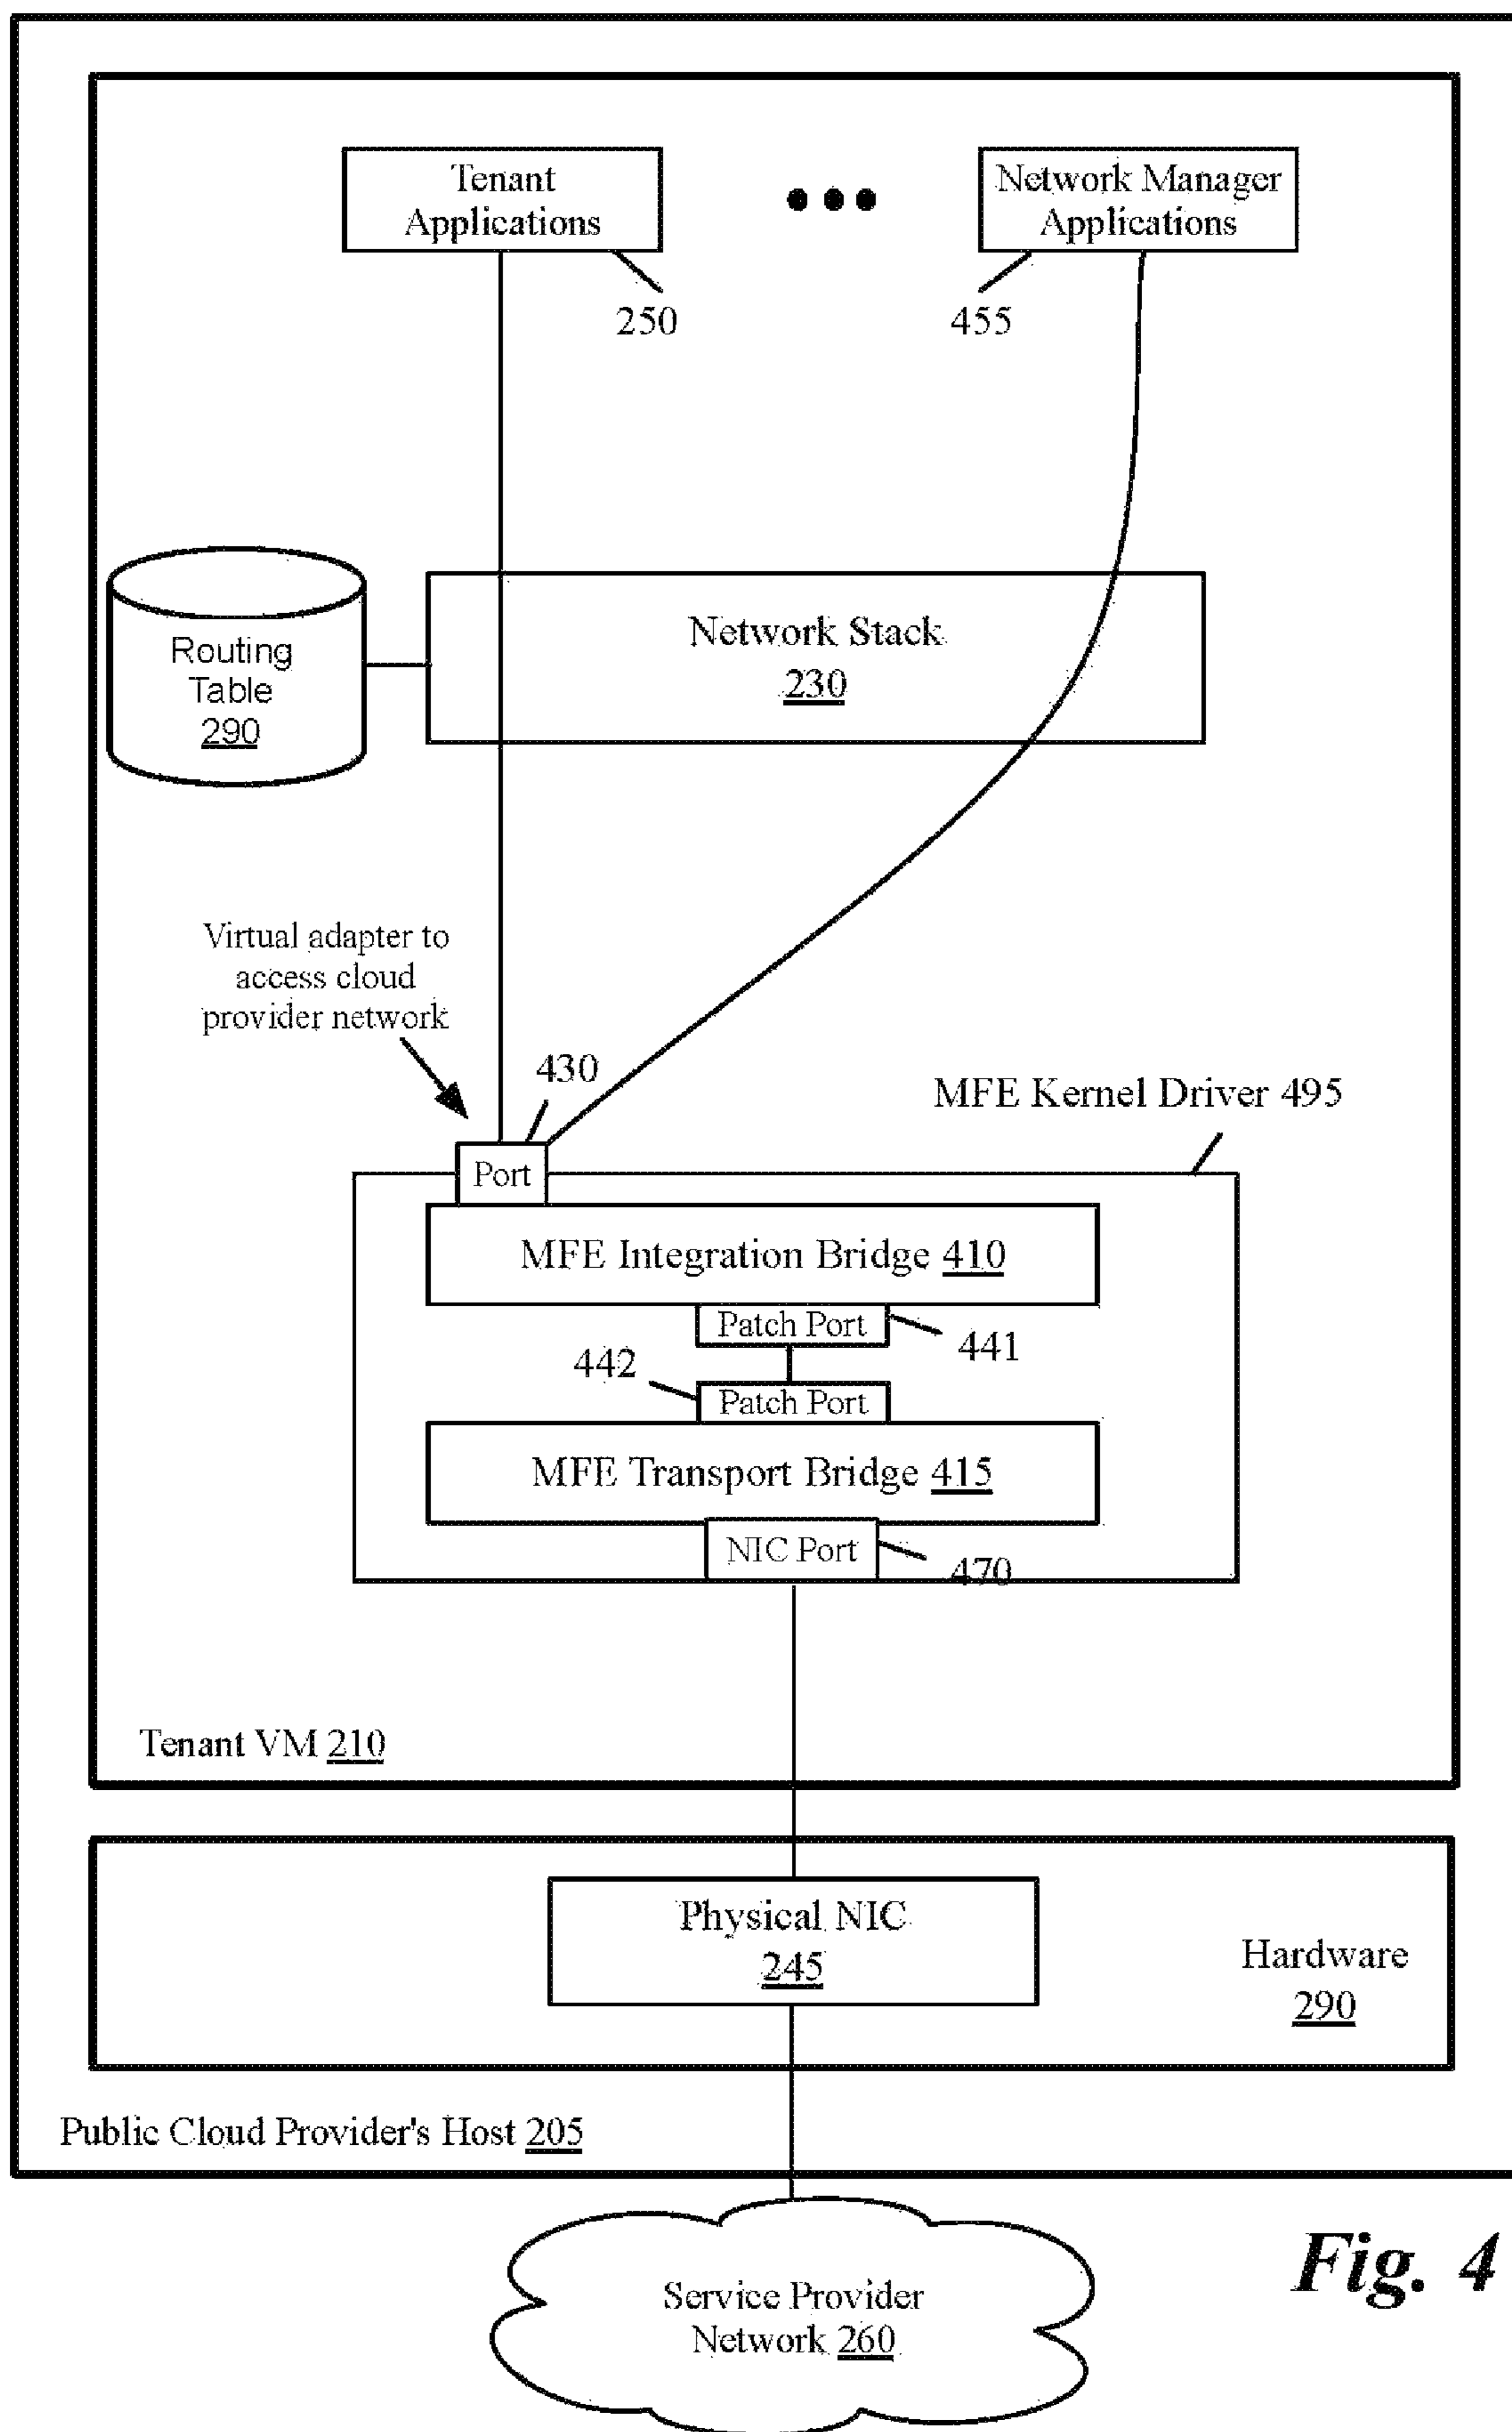 Tenant
Applications
Network Manager
Applications
250
455
Routing
Table
290
Network Stack
230
Virtual adapter to
access cloud
provider network
430
MFE Kernel Driver 495
Port
MFE Integration Bridge 410
Patch Port
441
442
Patch Port
MFE Transport Bridge 415
NIC Port
470
Tenant VM 210
Physical NIC
245
Hardware
290
Public Cloud Provider's Host 205
Service Provider
Network 260
Fig. 4